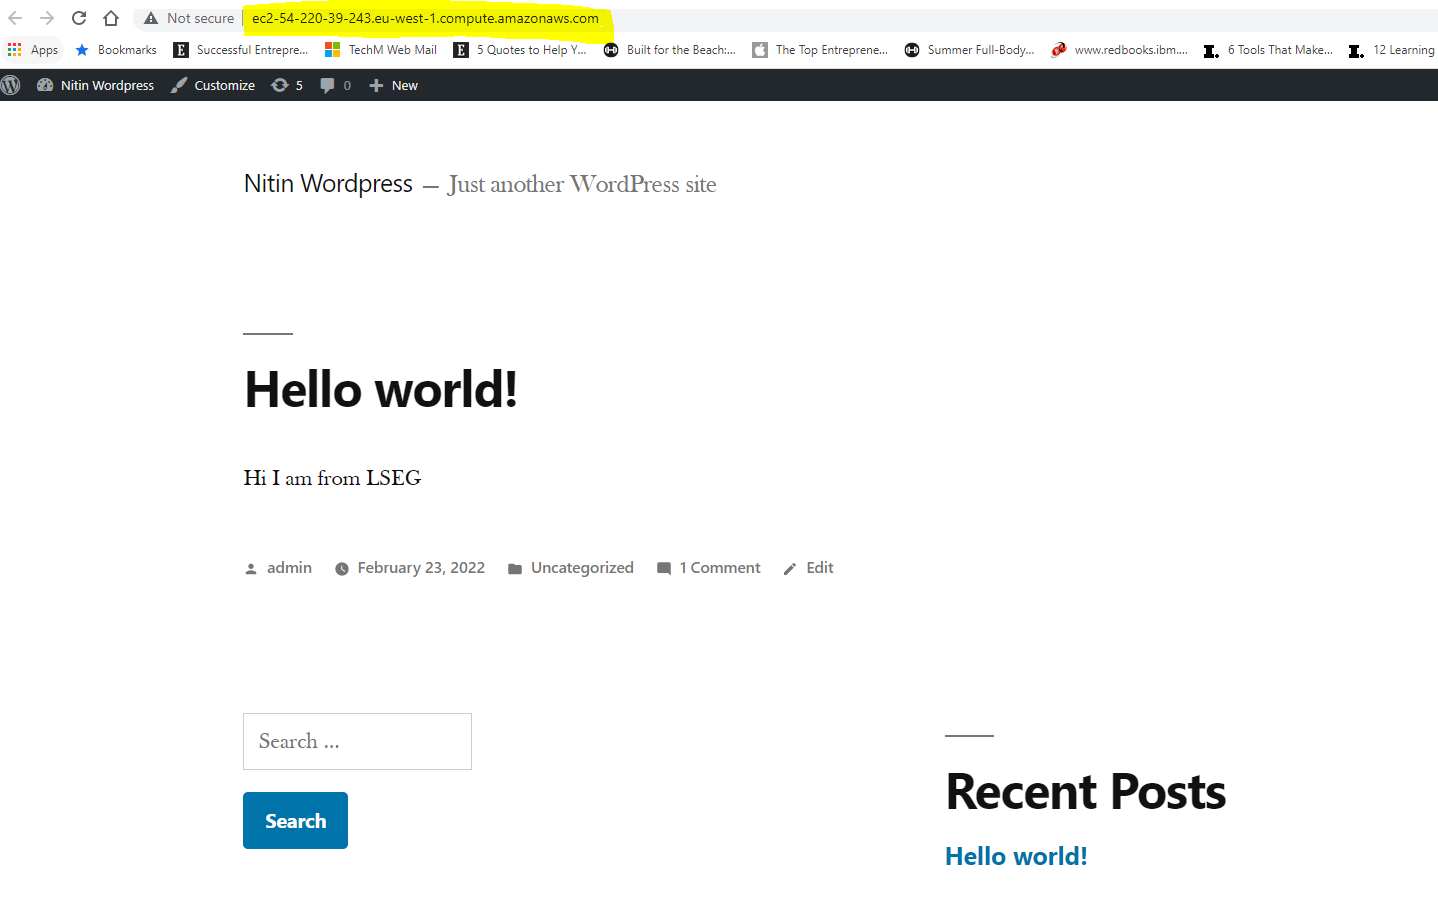 Not secure | ec2-54-220-39-243.eu-west-1.compute.amazonaws.com
Apps Bookmarks Successful Entrepre... TechM Web Mail 5 Quotes to Help Y... Built for the Beach:... The Top Entreprene... Summer Full-Body... www.redbooks.ibm.... 6 Tools That Make... 12 Learning
Nitin Wordpress Customize 5 0 New
Nitin Wordpress — Just another WordPress site
Hello world!
Hi I am from LSEG
admin February 23, 2022 Uncategorized 1 Comment Edit
Search ...
Search
Recent Posts
Hello world!